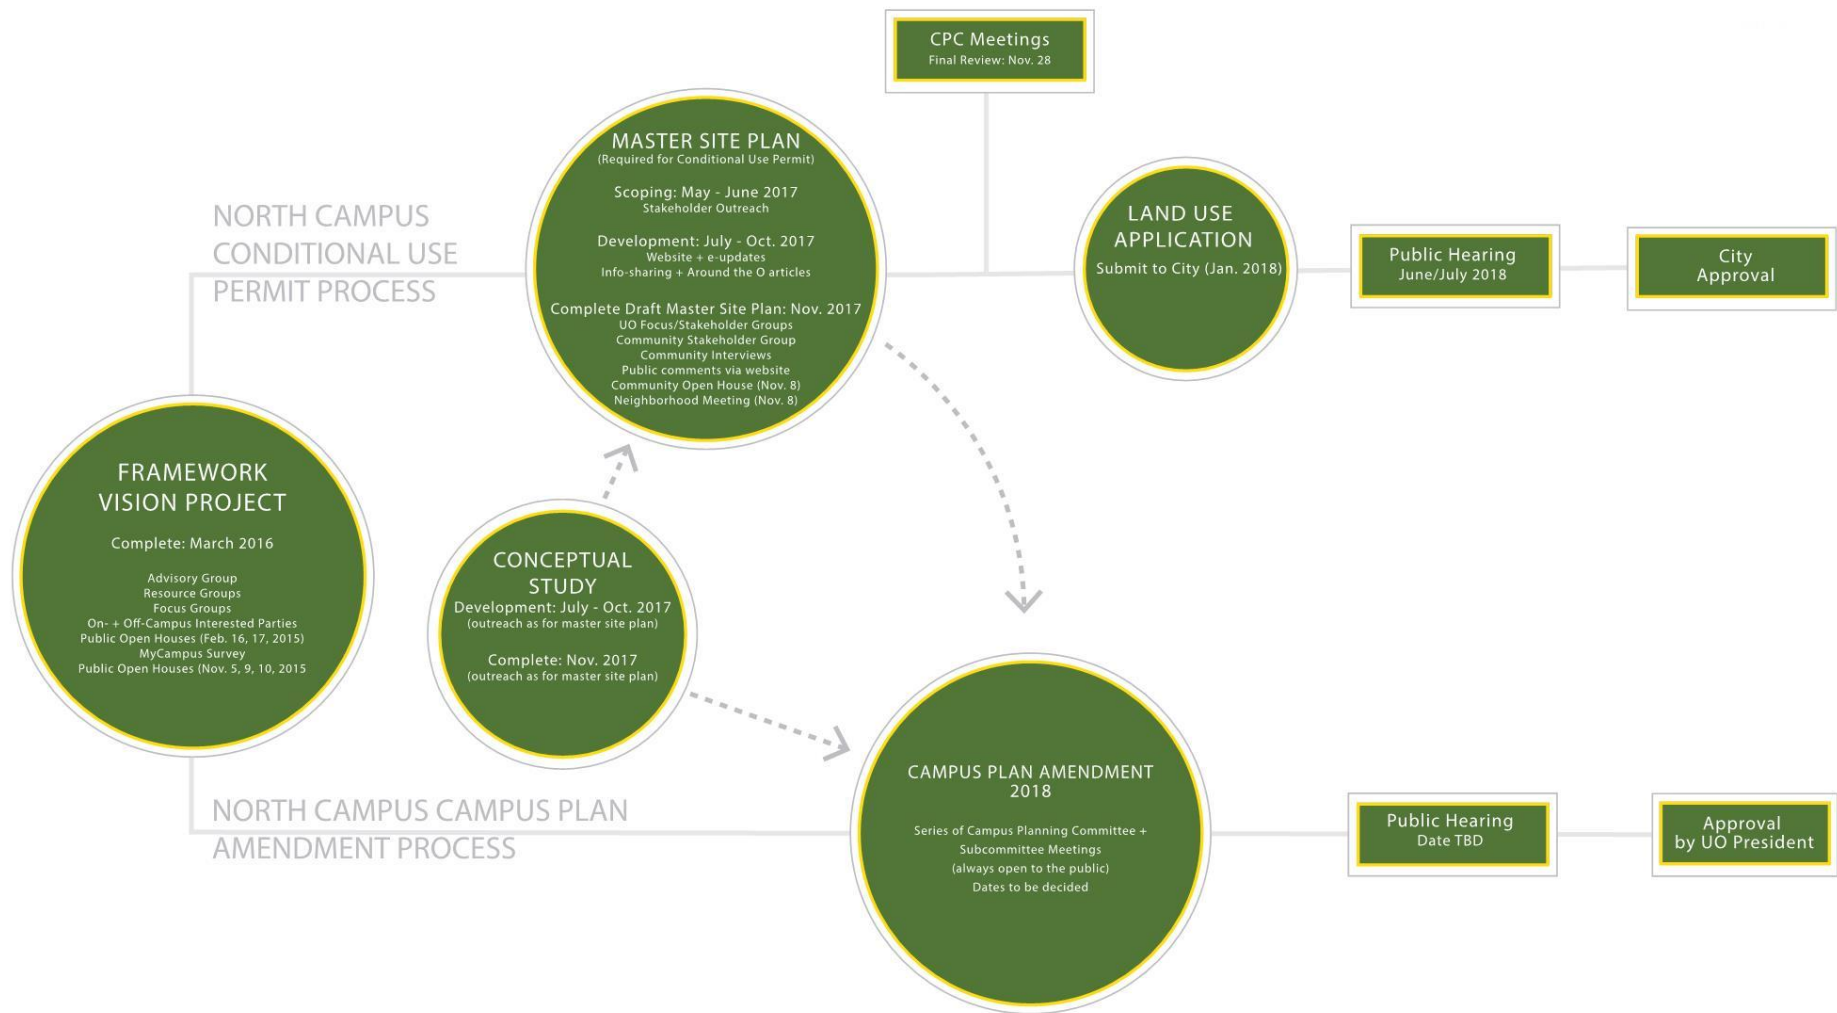 CPC Meetings
Final Review: Nov. 28
MASTER SITE PLAN
(Required for Conditional Use Permit)
Scoping: May - June 2017
Stakeholder Outreach
Development: July - Oct. 2017
Website + e-updates
Info-sharing + Around the O articles
Complete Draft Master Site Plan: Nov. 2017
UO Focus/Stakeholder Groups
Community Stakeholder Group
Community Interviews
Public comments via website
Community Open House (Nov. 8)
Neighborhood Meeting (Nov. 8)
NORTH CAMPUS
CONDITIONAL USE
PERMIT PROCESS
LAND USE
APPLICATION
Submit to City (Jan. 2018)
Public Hearing
June/July 2018
City
Approval
FRAMEWORK
VISION PROJECT
Complete: March 2016
Advisory Group
Resource Groups
Focus Groups
On- + Off-Campus Interested Parties
Public Open Houses (Feb. 16, 17, 2015)
MyCampus Survey
Public Open Houses (Nov. 5, 9, 10, 2015
CONCEPTUAL
STUDY
Development: July - Oct. 2017
(outreach as for master site plan)
Complete: Nov. 2017
(outreach as for master site plan)
NORTH CAMPUS CAMPUS PLAN
AMENDMENT PROCESS
CAMPUS PLAN AMENDMENT
2018
Series of Campus Planning Committee +
Subcommittee Meetings
(always open to the public)
Dates to be decided
Public Hearing
Date TBD
Approval
by UO President